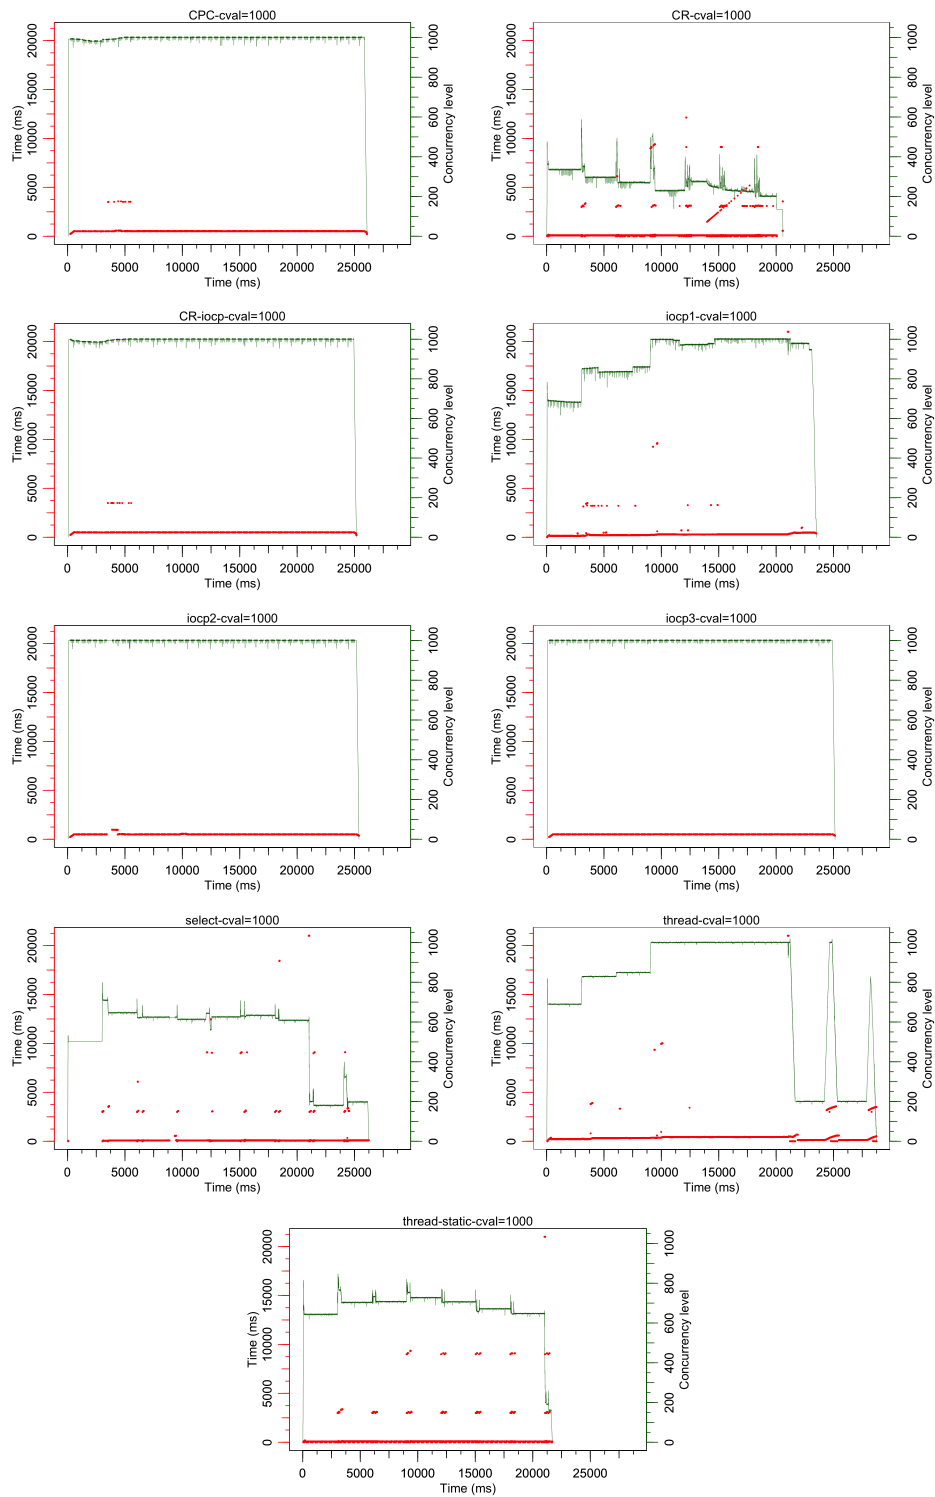 CPC-cval=1000
20000
15000
10000
5000
0
Time (ms)
1000
800
600
400
200
0
Concurrency level
0 5000 10000 15000 20000 25000
Time (ms)
CR-cval=1000
20000
15000
10000
5000
0
Time (ms)
1000
800
600
400
200
0
Concurrency level
0 5000 10000 15000 20000 25000
Time (ms)
CR-iocp-cval=1000
20000
15000
10000
5000
0
Time (ms)
1000
800
600
400
200
0
Concurrency level
0 5000 10000 15000 20000 25000
Time (ms)
iocp1-cval=1000
20000
15000
10000
5000
0
Time (ms)
1000
800
600
400
200
0
Concurrency level
0 5000 10000 15000 20000 25000
Time (ms)
iocp2-cval=1000
20000
15000
10000
5000
0
Time (ms)
1000
800
600
400
200
0
Concurrency level
0 5000 10000 15000 20000 25000
Time (ms)
iocp3-cval=1000
20000
15000
10000
5000
0
Time (ms)
1000
800
600
400
200
0
Concurrency level
0 5000 10000 15000 20000 25000
Time (ms)
select-cval=1000
20000
15000
10000
5000
0
Time (ms)
1000
800
600
400
200
0
Concurrency level
0 5000 10000 15000 20000 25000
Time (ms)
thread-cval=1000
20000
15000
10000
5000
0
Time (ms)
1000
800
600
400
200
0
Concurrency level
0 5000 10000 15000 20000 25000
Time (ms)
thread-static-cval=1000
20000
15000
10000
5000
0
Time (ms)
1000
800
600
400
200
0
Concurrency level
0 5000 10000 15000 20000 25000
Time (ms)